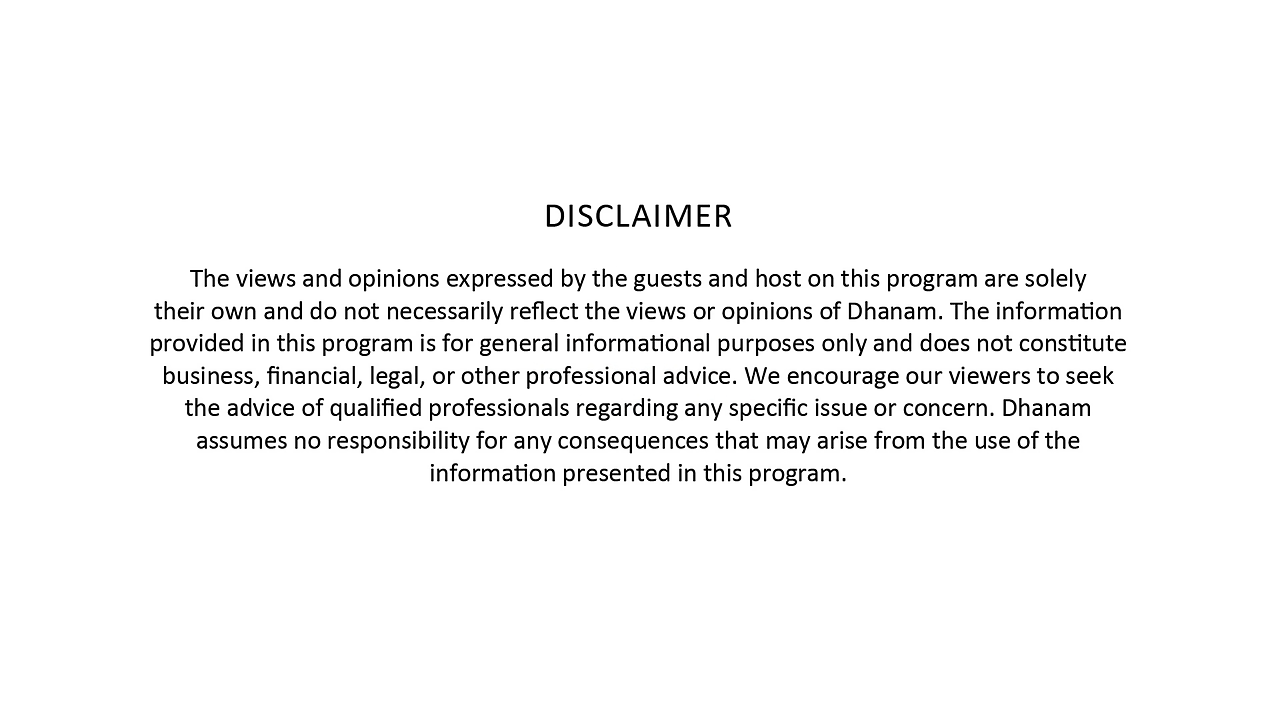 DISCLAIMER
The views and opinions expressed by the guests and host on this program are solely
their own and do not necessarily reflect the views or opinions of Dhanam. The information
provided in this program is for general informational purposes only and does not constitute
business, financial, legal, or other professional advice. We encourage our viewers to seek
the advice of qualified professionals regarding any specific issue or concern. Dhanam
assumes no responsibility for any consequences that may arise from the use of the
information presented in this program.